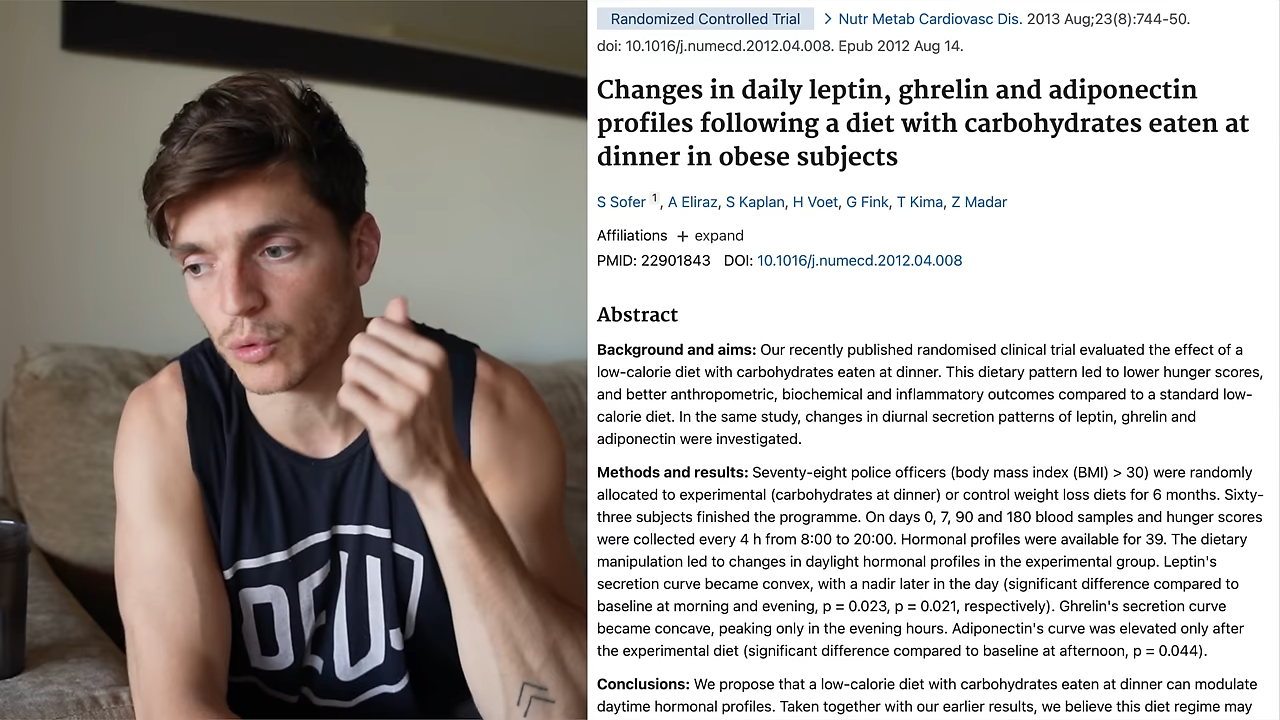 Randomized Controlled Trial > Nutr Metab Cardiovasc Dis. 2013 Aug;23(8):744-50.
doi: 10.1016/j.numecd.2012.04.008. Epub 2012 Aug 14.
Changes in daily leptin, ghrelin and adiponectin
profiles following a diet with carbohydrates eaten at
dinner in obese subjects
S Sofer 1, A Eliraz, S Kaplan, H Voet, G Fink, T Kima, Z Madar
Affiliations + expand
PMID: 22901843 DOI: 10.1016/j.numecd.2012.04.008
Abstract
Background and aims: Our recently published randomised clinical trial evaluated the effect of a
low-calorie diet with carbohydrates eaten at dinner. This dietary pattern led to lower hunger scores,
and better anthropometric, biochemical and inflammatory outcomes compared to a standard low-
calorie diet. In the same study, changes in diurnal secretion patterns of leptin, ghrelin and
adiponectin were investigated.
Methods and results: Seventy-eight police officers (body mass index (BMI) > 30) were randomly
allocated to experimental (carbohydrates at dinner) or control weight loss diets for 6 months. Sixty-
three subjects finished the programme. On days 0, 7, 90 and 180 blood samples and hunger scores
were collected every 4 h from 8:00 to 20:00. Hormonal profiles were available for 39. The dietary
manipulation led to changes in daylight hormonal profiles in the experimental group. Leptin's
secretion curve became convex, with a nadir later in the day (significant difference compared to
baseline at morning and evening, p = 0.023, p = 0.021, respectively). Ghrelin's secretion curve
became concave, peaking only in the evening hours. Adiponectin's curve was elevated only after
the experimental diet (significant difference compared to baseline at afternoon, p = 0.044).
Conclusions: We propose that a low-calorie diet with carbohydrates eaten at dinner can modulate
daytime hormonal profiles. Taken together with our earlier results, we believe this diet regime may